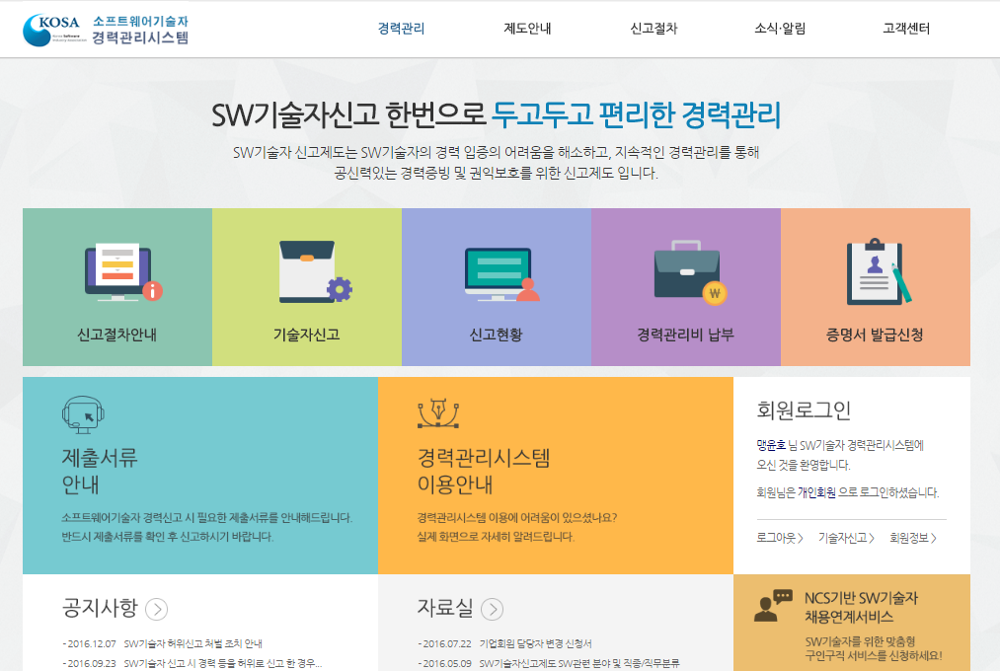 KOSA 소프트웨어기술자
경력관리시스템
경력관리 제도안내 신고절차 소식·알림 고객센터
SW기술자신고 한번으로 두고두고 편리한 경력관리
SW기술자 신고제도는 SW기술자의 경력 입증의 어려움을 해소하고, 지속적인 경력관리를 통해
공신력있는 경력증빙 및 권익보호를 위한 신고제도 입니다.
신고절차안내 기술자신고 신고현황 경력관리비 납부 증명서 발급신청
제출서류
안내
소프트웨어기술자 경력신고 시 필요한 제출서류를 안내해드립니다.
반드시 제출서류를 확인 후 신고하시기 바랍니다.
경력관리시스템
이용안내
경력관리시스템 이용에 어려움이 있으셨나요?
실제 화면으로 자세히 알려드립니다.
회원로그인
맹윤호 님 SW기술자 경력관리시스템에
오신 것을 환영합니다.
회원님은 개인회원 으로 로그인하셨습니다.
로그아웃 > 기술자신고 > 회원정보 >
공지사항
- 2016.12.07 SW기술자 허위신고 처벌 조치 안내
- 2016.09.23 SW기술자 신고 시 경력 등을 허위로 신고 한 경우...
자료실
- 2016.07.22 기업회원 담당자 변경 신청서
- 2016.05.09 SW기술자신고제도 SW관련 분야 및 직종/직무분류
NCS기반 SW기술자
채용연계서비스
SW기술자를 위한 맞춤형
구인구직 서비스를 신청하세요!